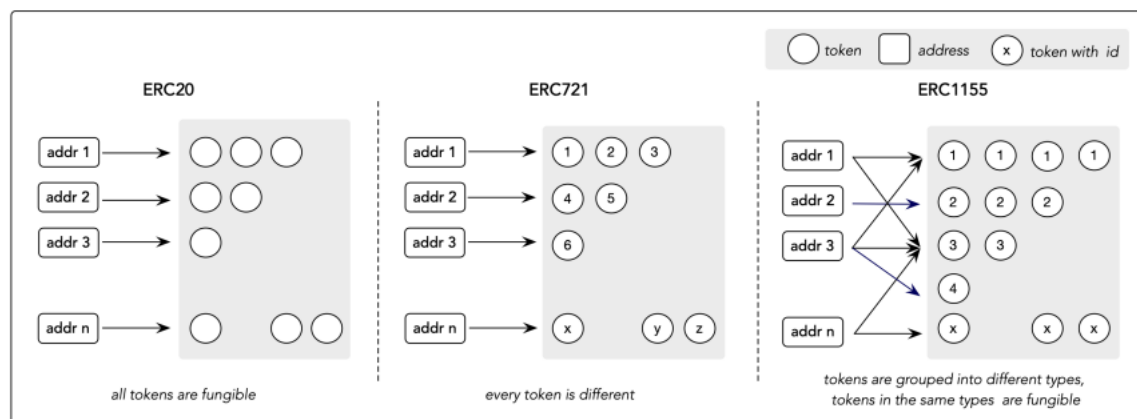 token address x token with id
ERC20 ERC721 ERC1155
addr 1 addr 1 1 2 3 addr 1 1 1 1 1
addr 2 addr 2 4 5 addr 2 2 2 2
addr 3 addr 3 6 addr 3 3 3
4
addr n addr n x y z addr n x x x
all tokens are fungible every token is different tokens are grouped into different types,
tokens in the same types are fungible